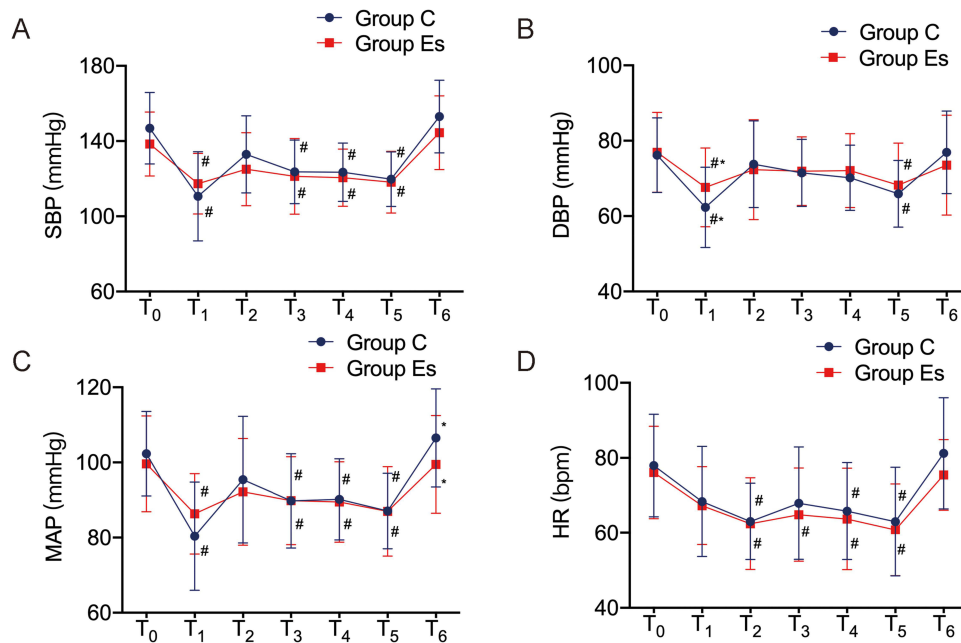 A
Group C
Group Es
SBP (mmHg)
180
140
100
60
#
#
#
#
#
#
#
#
T0 T1 T2 T3 T4 T5 T6
B
Group C
Group Es
DBP (mmHg)
100
80
60
40
#*
#*
#
#
T0 T1 T2 T3 T4 T5 T6
C
Group C
Group Es
MAP (mmHg)
120
100
80
60
#
#
#
#
#
#
#
#
*
*
T0 T1 T2 T3 T4 T5 T6
D
Group C
Group Es
HR (bpm)
100
80
60
40
#
#
#
#
#
#
#
T0 T1 T2 T3 T4 T5 T6